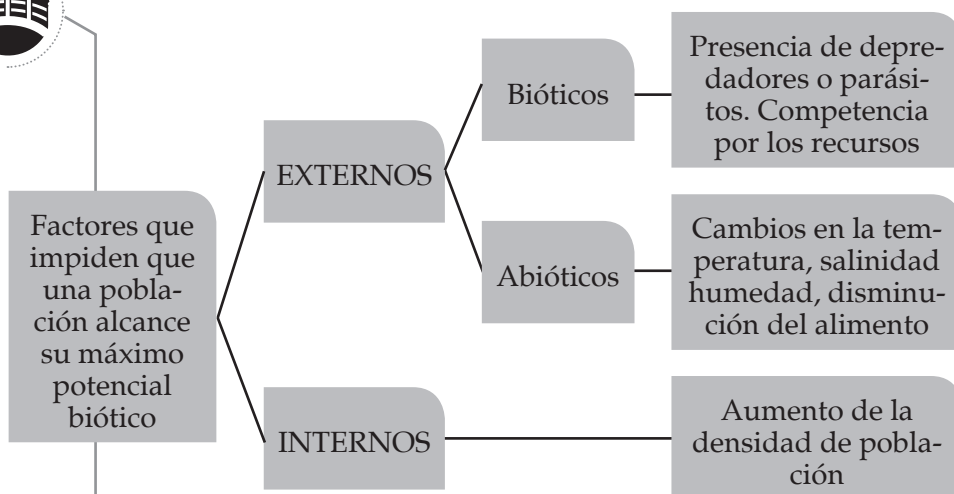 Factores que
impiden que
una pobla-
ción alcance
su máximo
potencial
biótico
EXTERNOS
Bióticos
Presencia de depre-
dadores o parási-
tos. Competencia
por los recursos
Abióticos
Cambios en la tem-
peratura, salinidad
humedad, disminu-
ción del alimento
INTERNOS
Aumento de la
densidad de pobla-
ción